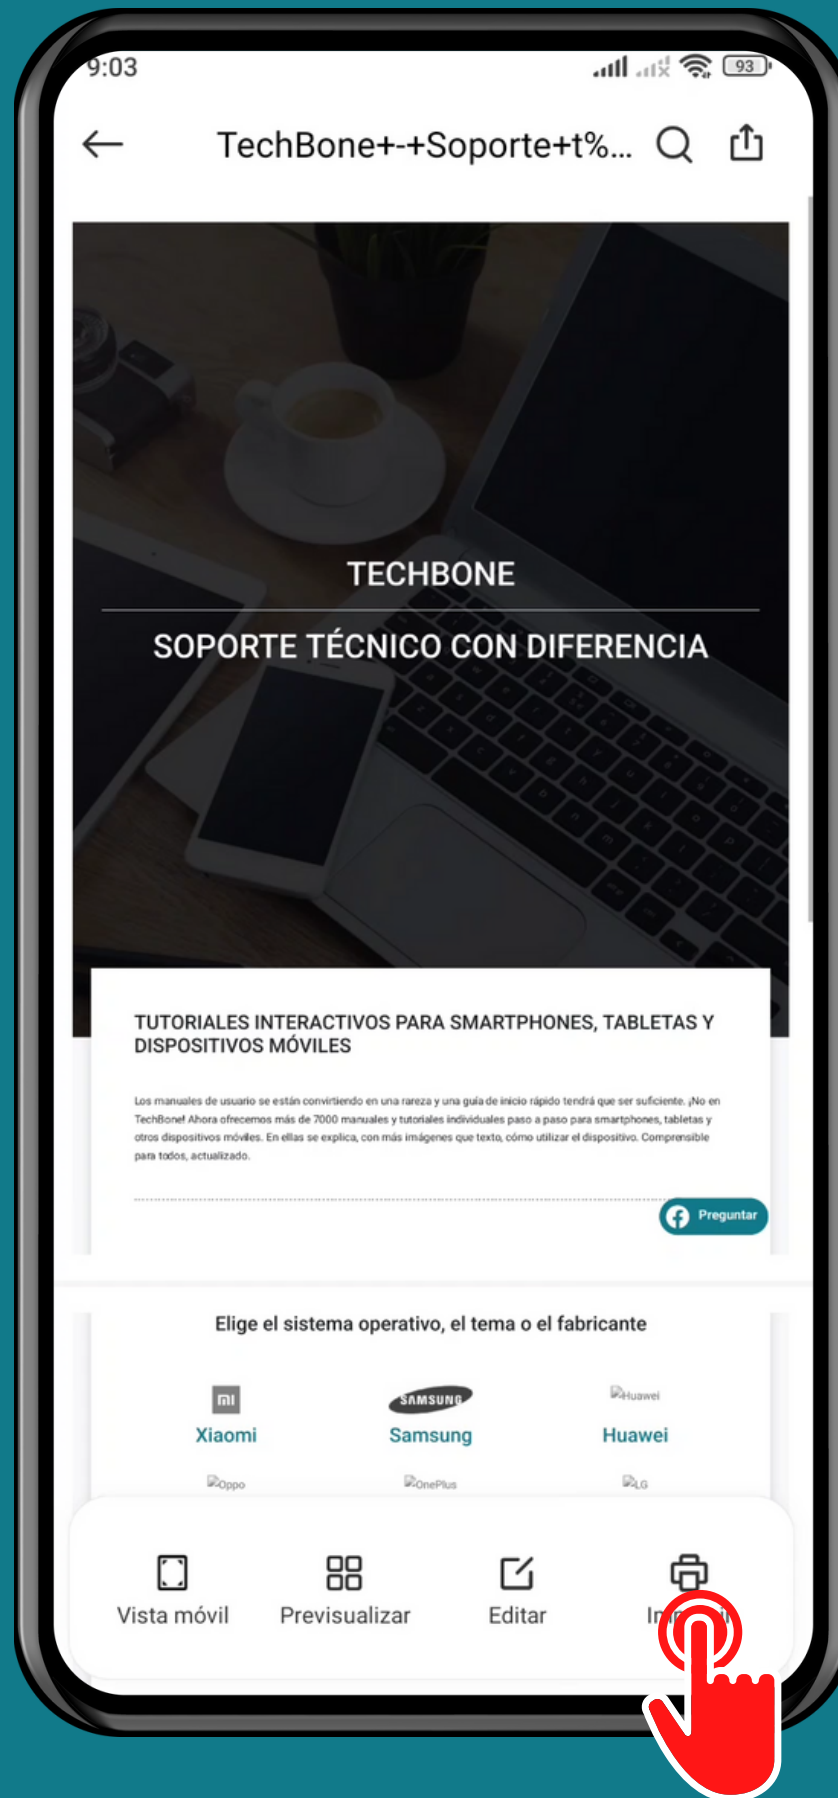 9:03
93
TechBone+-+Soporte+t%...
TECHBONE
SOPORTE TÉCNICO CON DIFERENCIA
TUTORIALES INTERACTIVOS PARA SMARTPHONES, TABLETAS Y
DISPOSITIVOS MÓVILES
Los manuales de usuario se están convirtiendo en una rareza y una guía de inicio rápido tendrá que ser suficiente. ¡No en
TechBone! Ahora ofrecemos más de 7000 manuales y tutoriales individuales paso a paso para smartphones, tabletas y
otros dispositivos móviles. En ellas se explica, con más imágenes que texto, cómo utilizar el dispositivo. Comprensible
para todos, actualizado.
Preguntar
Elige el sistema operativo, el tema o el fabricante
SAMSUNG Huawei
Xiaomi Samsung Huawei
Oppo OnePlus LG
Vista móvil Previsualizar Editar